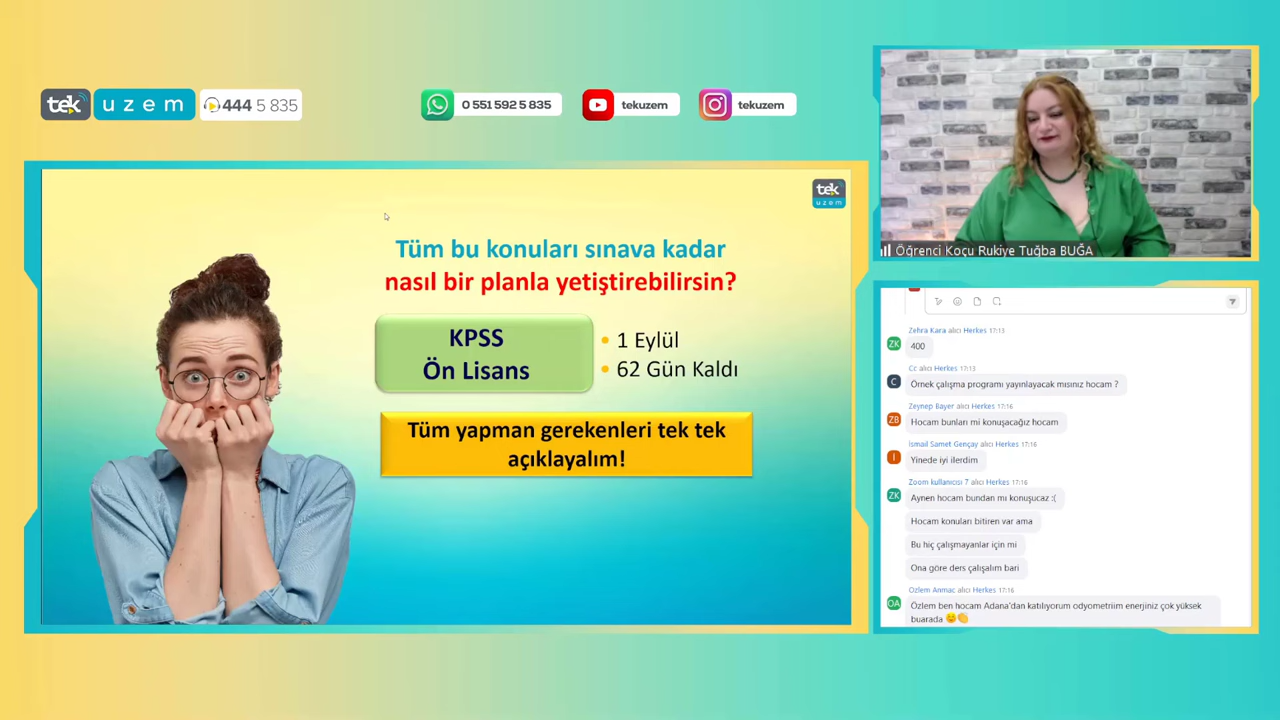 tek uzem 444 5 835
0 551 592 5 835
tekuzem
tekuzem
tek
uzem
Tüm bu konuları sınava kadar
nasıl bir planla yetiştirebilirsin?
KPSS
Ön Lisans
• 1 Eylül
• 62 Gün Kaldı
Tüm yapman gerekenleri tek tek
açıklayalım!
Öğrenci Koçu Rukiye Tuğba BUĞA
Zehra Kara alıcı Herkes 17:13
ZK 400
Cc alıcı Herkes 17:13
C Örnek çalışma programı yayınlayacak mısınız hocam ?
Zeynep Bayer alıcı Herkes 17:16
ZB Hocam bunları mi konuşacağız hocam
İsmail Samet Gençay alıcı Herkes 17:16
I Yinede iyi ilerdim
Zoom kullanıcısı 7 alıcı Herkes 17:16
ZK Aynen hocam bundan mı konuşucaz :(
Hocam konuları bitiren var ama
Bu hiç çalışmayanlar için mi
Ona göre ders çalışalım bari
Ozlem Anmac alıcı Herkes 17:16
OA Özlem ben hocam Adana'dan katılıyorum odyometriim enerjiniz çok yüksek
buarada 😊👏